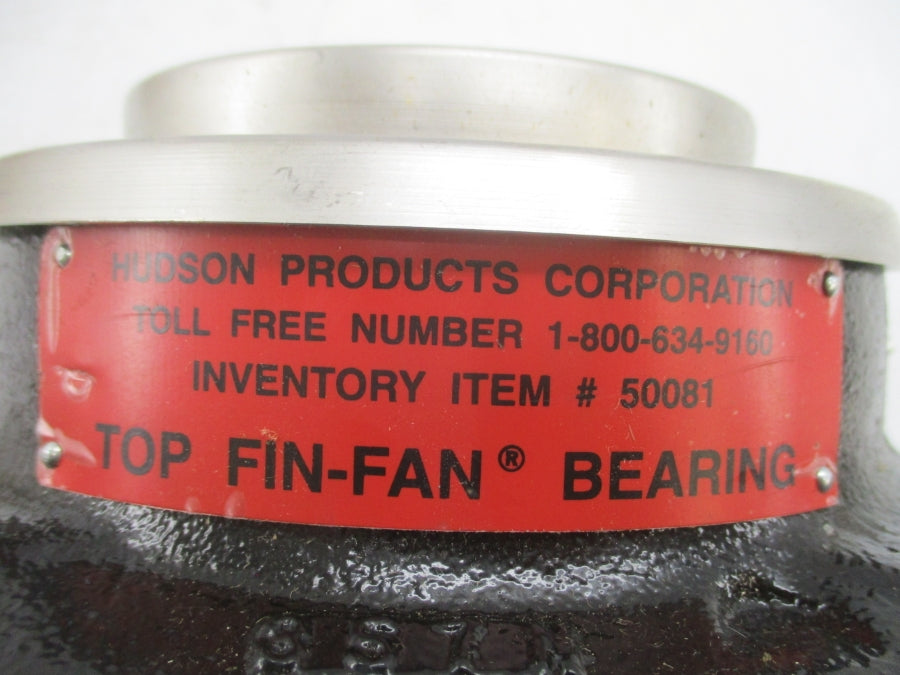 HUDSON PRODUCTS CORPORATION
TOLL FREE NUMBER 1-800-634-9160
INVENTORY ITEM # 50081
TOP FIN-FAN® BEARING